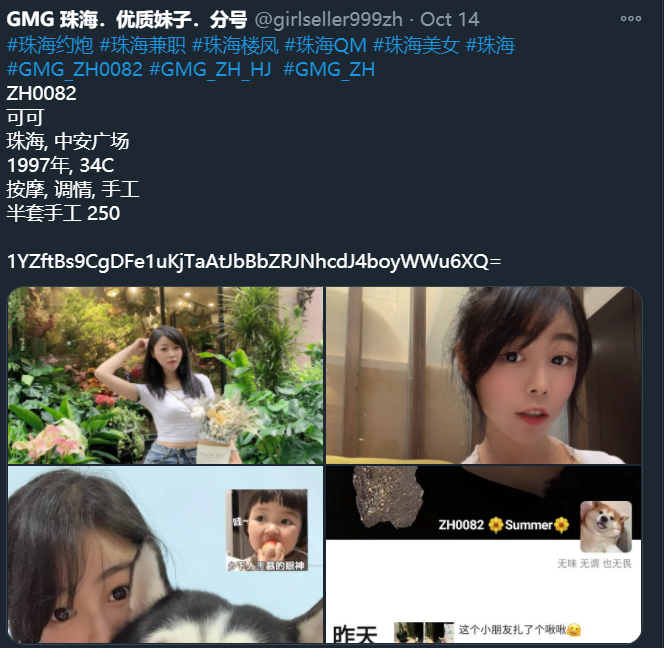 GMG 珠海．优质妹子．分号 @girlseller999zh · Oct 14
#珠海约炮 #珠海兼职 #珠海楼凤 #珠海QM #珠海美女 #珠海
#GMG_ZH0082 #GMG_ZH_HJ #GMG_ZH
ZH0082
可可
珠海, 中安广场
1997年, 34C
按摩, 调情, 手工
半套手工 250
1YZftBs9CgDFe1uKjTaAtJbBbZRJNhcdJ4boyWWu6XQ=
哇~
乡下人羡慕的眼神
ZH0082 🌻Summer🌻
无味 无谓 也无畏
昨天
这个小朋友扎了个啾啾